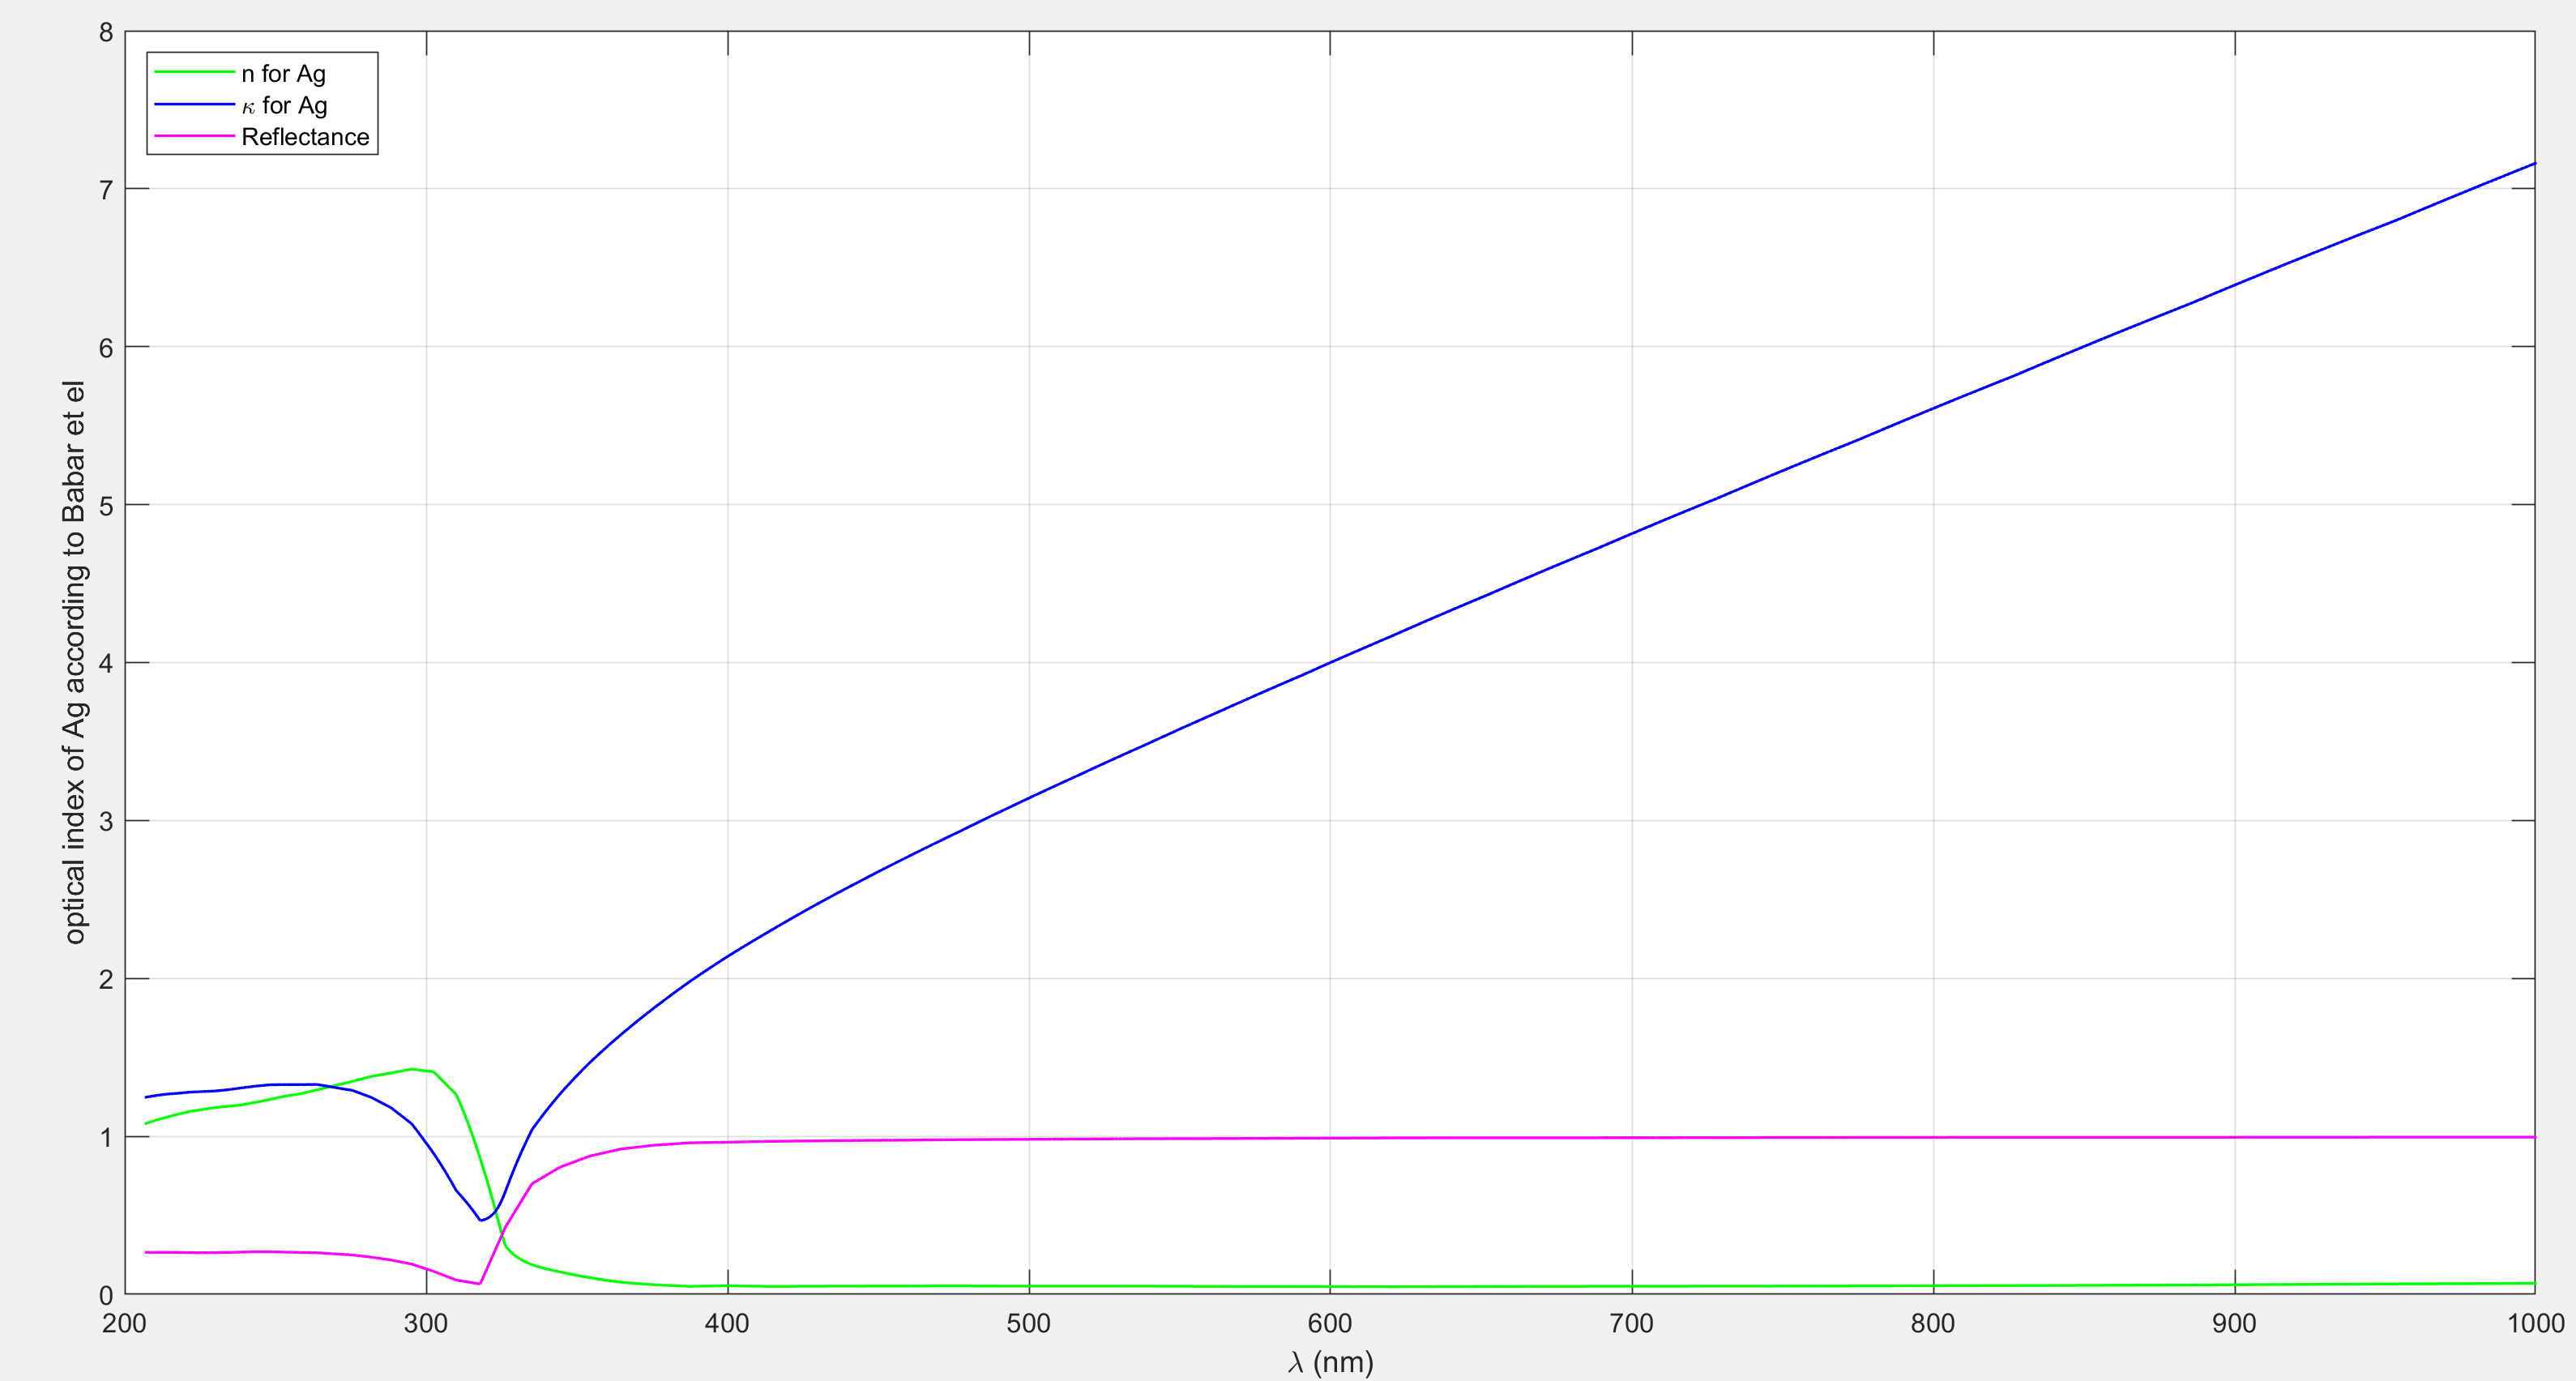 8
7
6
5
4
3
2
1
0
n for Ag
κ for Ag
Reflectance
optical index of Ag according to Babar et el
200 300 400 500 600 700 800 900 1000
λ (nm)